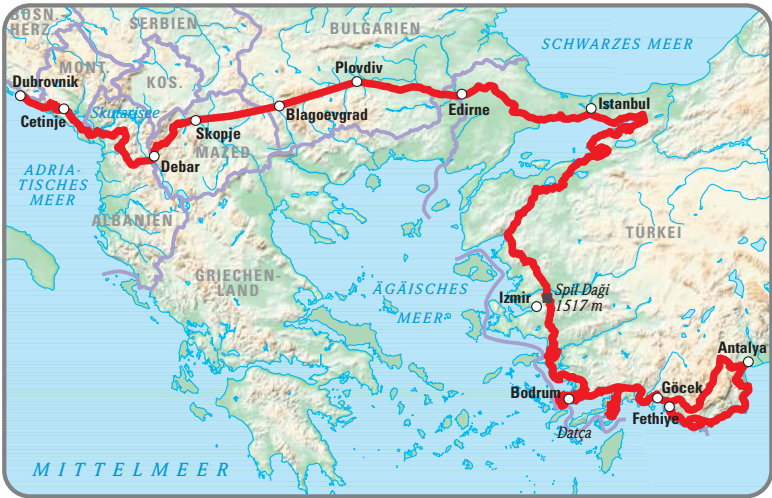 BOSN.
HERZ.
SERBIEN
BULGARIEN
SCHWARZES MEER
MONT.
KOS.
Dubrovnik
Plovdiv
Cetinje
Skutarisee
Skopje
Blagoevgrad
Edirne
Istanbul
MAZED.
Debar
ADRIA-
TISCHES
MEER
ALBANIEN
TÜRKEI
GRIECHEN-
LAND
ÄGÄISCHES
MEER
Izmir
Spil Daği
1517 m
Antalya
Bodrum
Göcek
Fethiye
Datça
MITTELMEER